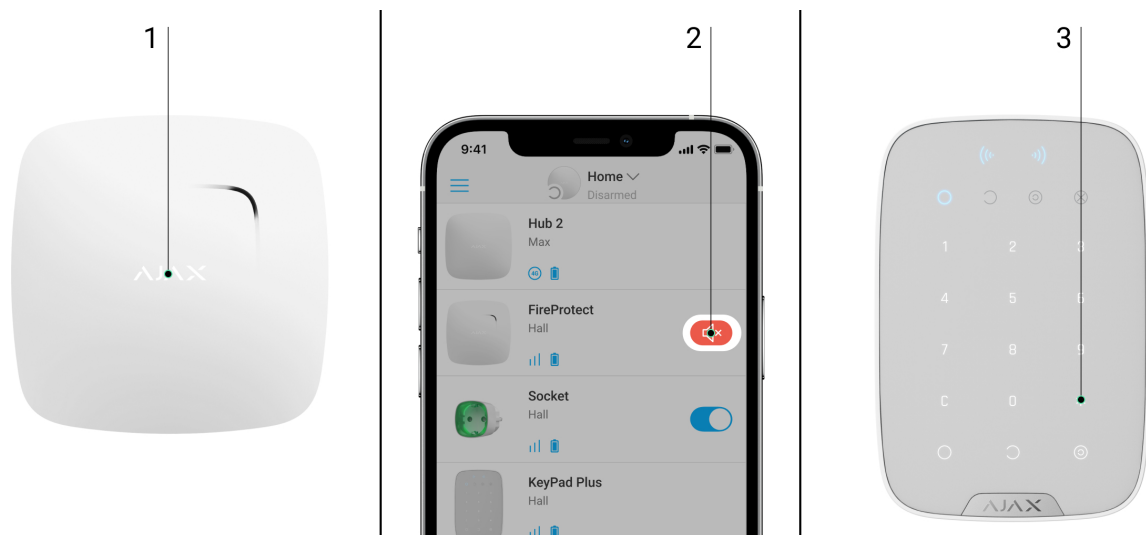 1
AJAX
2
9:41
Home
Disarmed
Hub 2
Max
4G
FireProtect
Hall
Socket
Hall
KeyPad Plus
Hall
3
1 2 3
4 5 6
7 8 9
C 0
AJAX